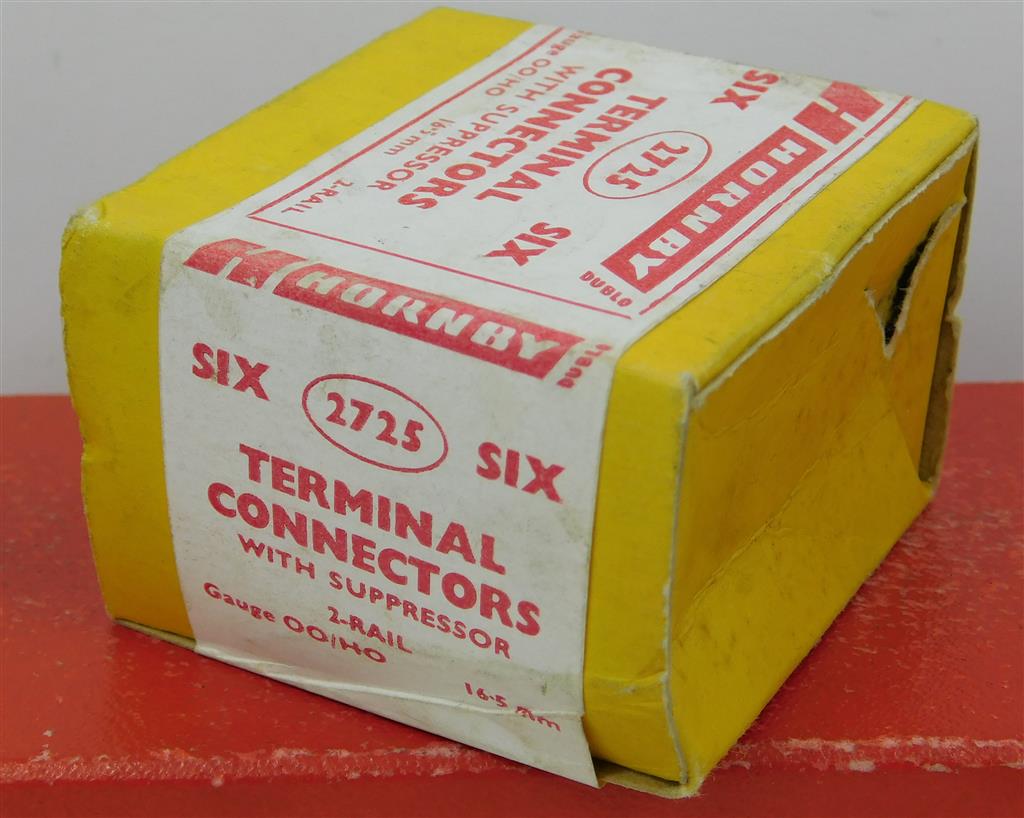 SIX
H HORNBY
DUBLO
2725
SIX
TERMINAL
CONNECTORS
WITH SUPPRESSOR
Gauge OO/HO
16·5 mm
2-RAIL
H HORNBY
DUBLO
SIX
2725
SIX
TERMINAL
CONNECTORS
WITH SUPPRESSOR
2-RAIL
Gauge OO/HO
16·5 mm